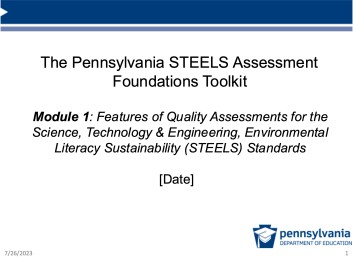 The Pennsylvania STEELS Assessment
Foundations Toolkit
Module 1: Features of Quality Assessments for the
Science, Technology & Engineering, Environmental
Literacy Sustainability (STEELS) Standards
[Date]
pennsylvania
DEPARTMENT OF EDUCATION
7/26/2023
1